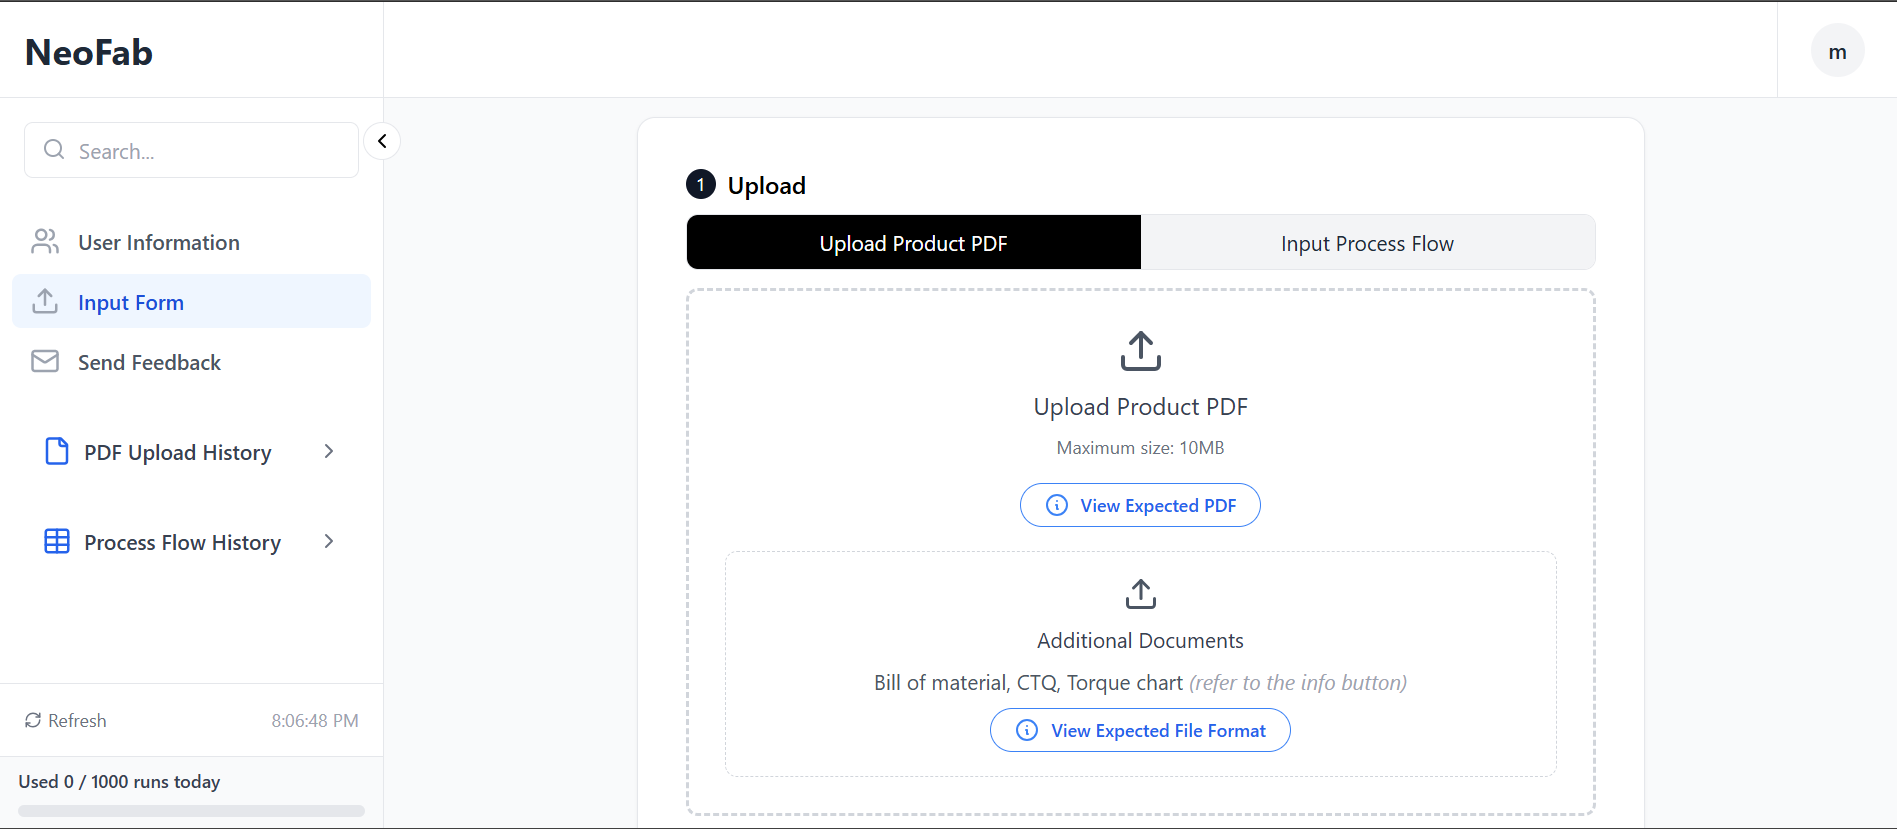 NeoFab
m
Search...
User Information
Input Form
Send Feedback
PDF Upload History
Process Flow History
Refresh 8:06:48 PM
Used 0 / 1000 runs today
1 Upload
Upload Product PDF Input Process Flow
Upload Product PDF
Maximum size: 10MB
View Expected PDF
Additional Documents
Bill of material, CTQ, Torque chart (refer to the info button)
View Expected File Format